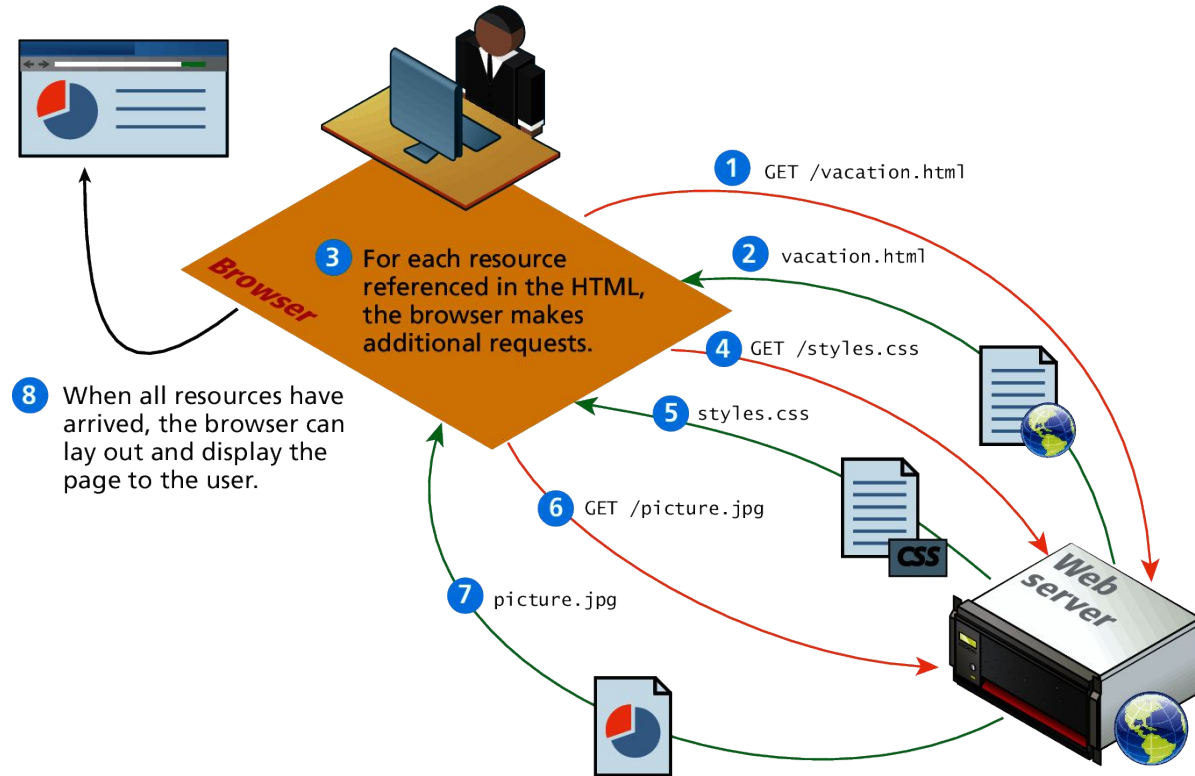 1 GET /vacation.html
2 vacation.html
3 For each resource
referenced in the HTML,
the browser makes
additional requests.
Browser
4 GET /styles.css
5 styles.css
6 GET /picture.jpg
7 picture.jpg
8 When all resources have
arrived, the browser can
lay out and display the
page to the user.
CSS
Web
server